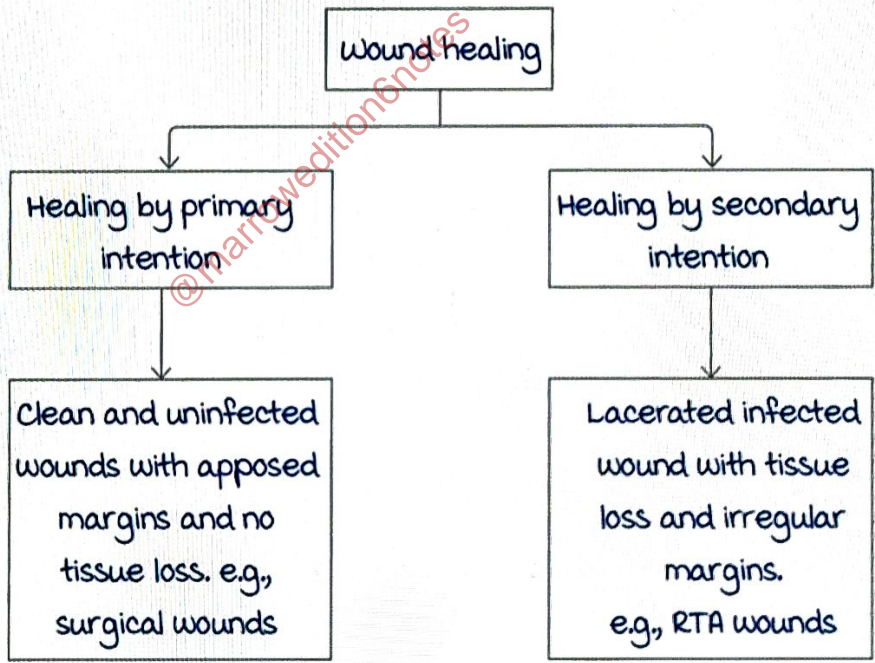 Wound healing
@marrowedition6notes
Healing by primary
intention
Healing by secondary
intention
Clean and uninfected
wounds with apposed
margins and no
tissue loss. e.g.,
surgical wounds
Lacerated infected
wound with tissue
loss and irregular
margins.
e.g., RTA wounds